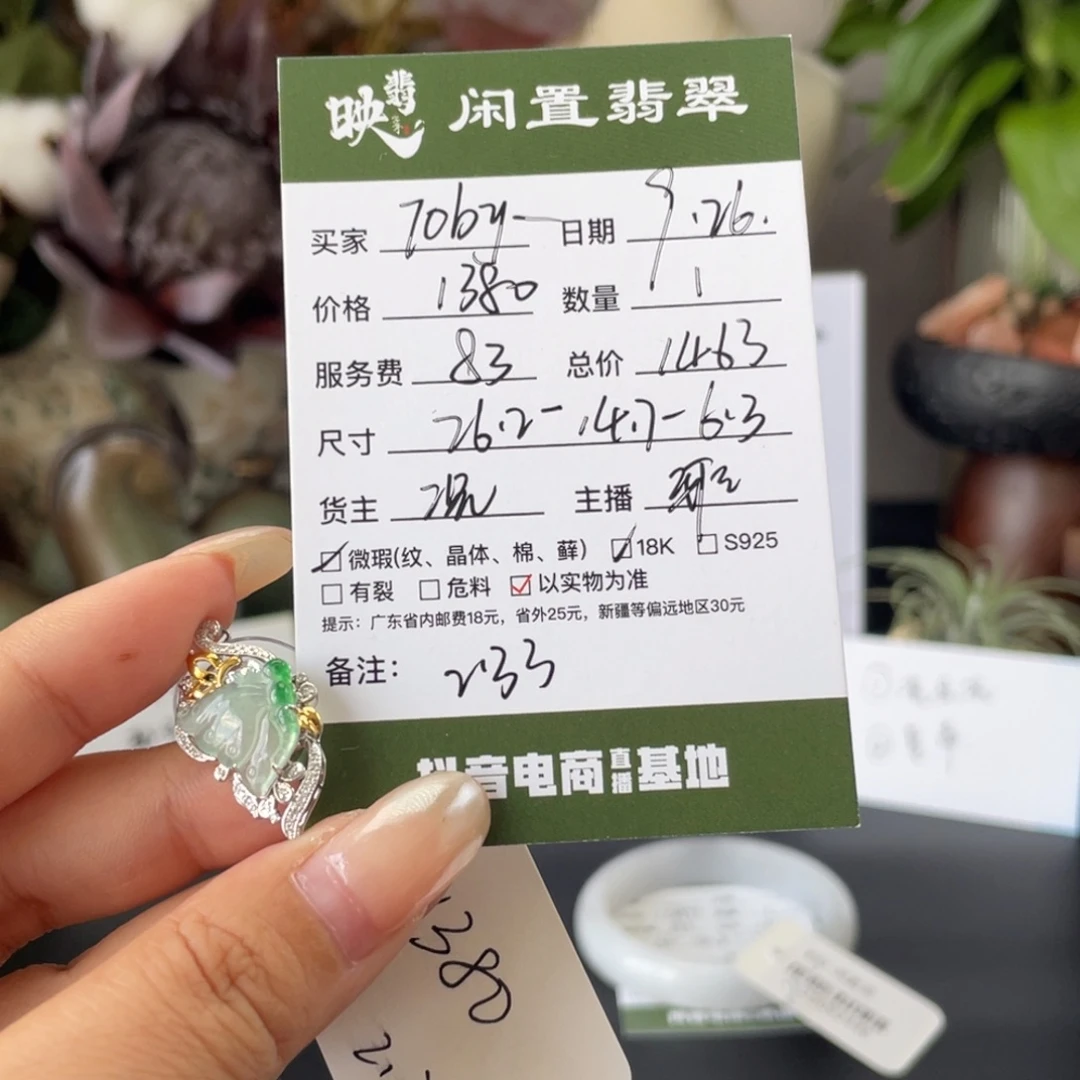 映翡 闲置翡翠
买家 7064 日期 9.26.
价格 1380 数量 1
服务费 83 总价 1463
尺寸 26.2-14.7-6.3
货主 主播
微瑕(纹、晶体、棉、藓) 18K S925
有裂 危料 以实物为准
提示：广东省内邮费18元，省外25元，新疆等偏远地区30元
备注： 233
抖音电商直播基地
38